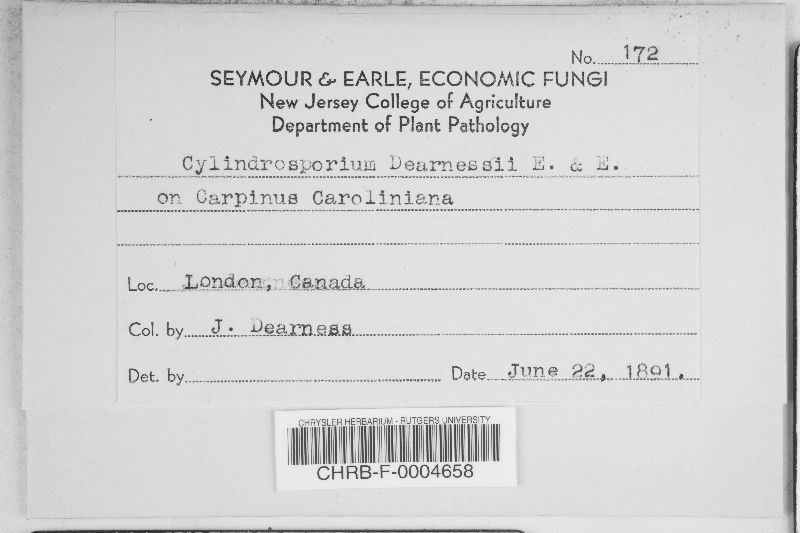 No. 172
SEYMOUR & EARLE, ECONOMIC FUNGI
New Jersey College of Agriculture
Department of Plant Pathology
Cylindrosporium Dearnessii E. & E.
on Carpinus Caroliniana
Loc. London, Canada
Col. by J. Dearness
Det. by Date June 22, 1891.
CHRYSLER HERBARIUM - RUTGERS UNIVERSITY
CHRB-F-0004658